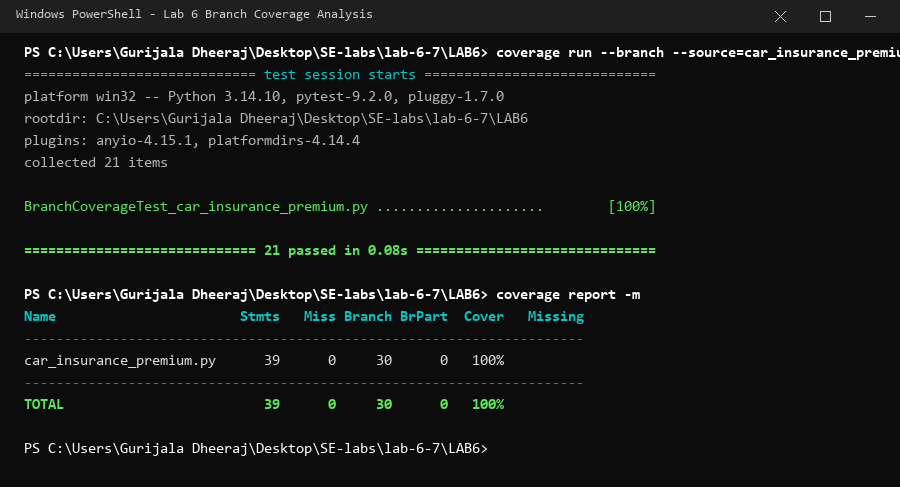 Windows PowerShell - Lab 6 Branch Coverage Analysis
PS C:\Users\Gurijala Dheeraj\Desktop\SE-labs\lab-6-7\LAB6> coverage run --branch --source=car_insurance_premiu
============================= test session starts =============================
platform win32 -- Python 3.14.10, pytest-9.2.0, pluggy-1.7.0
rootdir: C:\Users\Gurijala Dheeraj\Desktop\SE-labs\lab-6-7\LAB6
plugins: anyio-4.15.1, platformdirs-4.14.4
collected 21 items
BranchCoverageTest_car_insurance_premium.py ..................... [100%]
============================= 21 passed in 0.08s ==============================
PS C:\Users\Gurijala Dheeraj\Desktop\SE-labs\lab-6-7\LAB6> coverage report -m
Name Stmts Miss Branch BrPart Cover Missing
----------------------------------------------------------------------
car_insurance_premium.py 39 0 30 0 100%
----------------------------------------------------------------------
TOTAL 39 0 30 0 100%
PS C:\Users\Gurijala Dheeraj\Desktop\SE-labs\lab-6-7\LAB6>